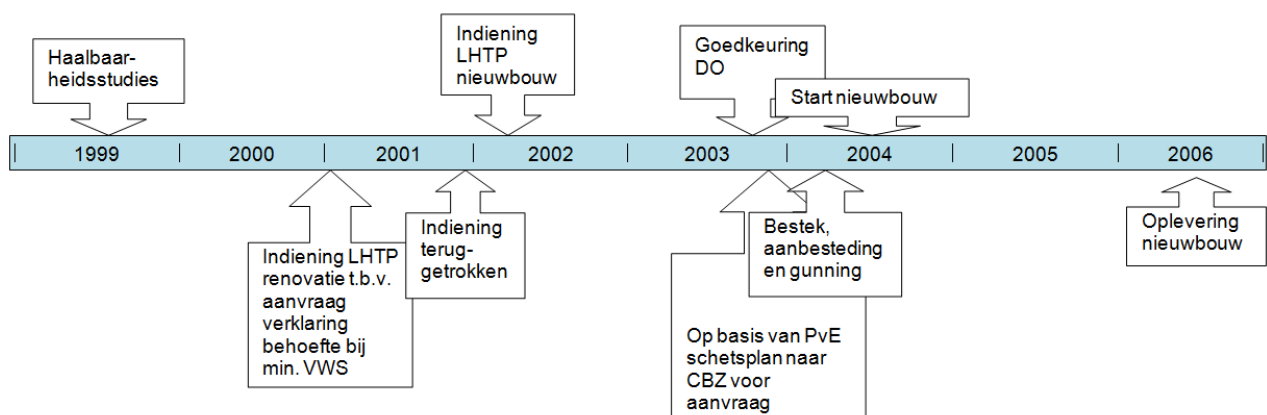 Haalbaar-
heidsstudies
Indiening
LHTP
nieuwbouw
Goedkeuring
DO
Start nieuwbouw
1999
2000
2001
2002
2003
2004
2005
2006
Indiening LHTP
renovatie t.b.v.
aanvraag
verklaring
behoefte bij
min. VWS
Indiening
terug-
getrokken
Bestek,
aanbesteding
en gunning
Op basis van PvE
schetsplan naar
CBZ voor
aanvraag
Oplevering
nieuwbouw